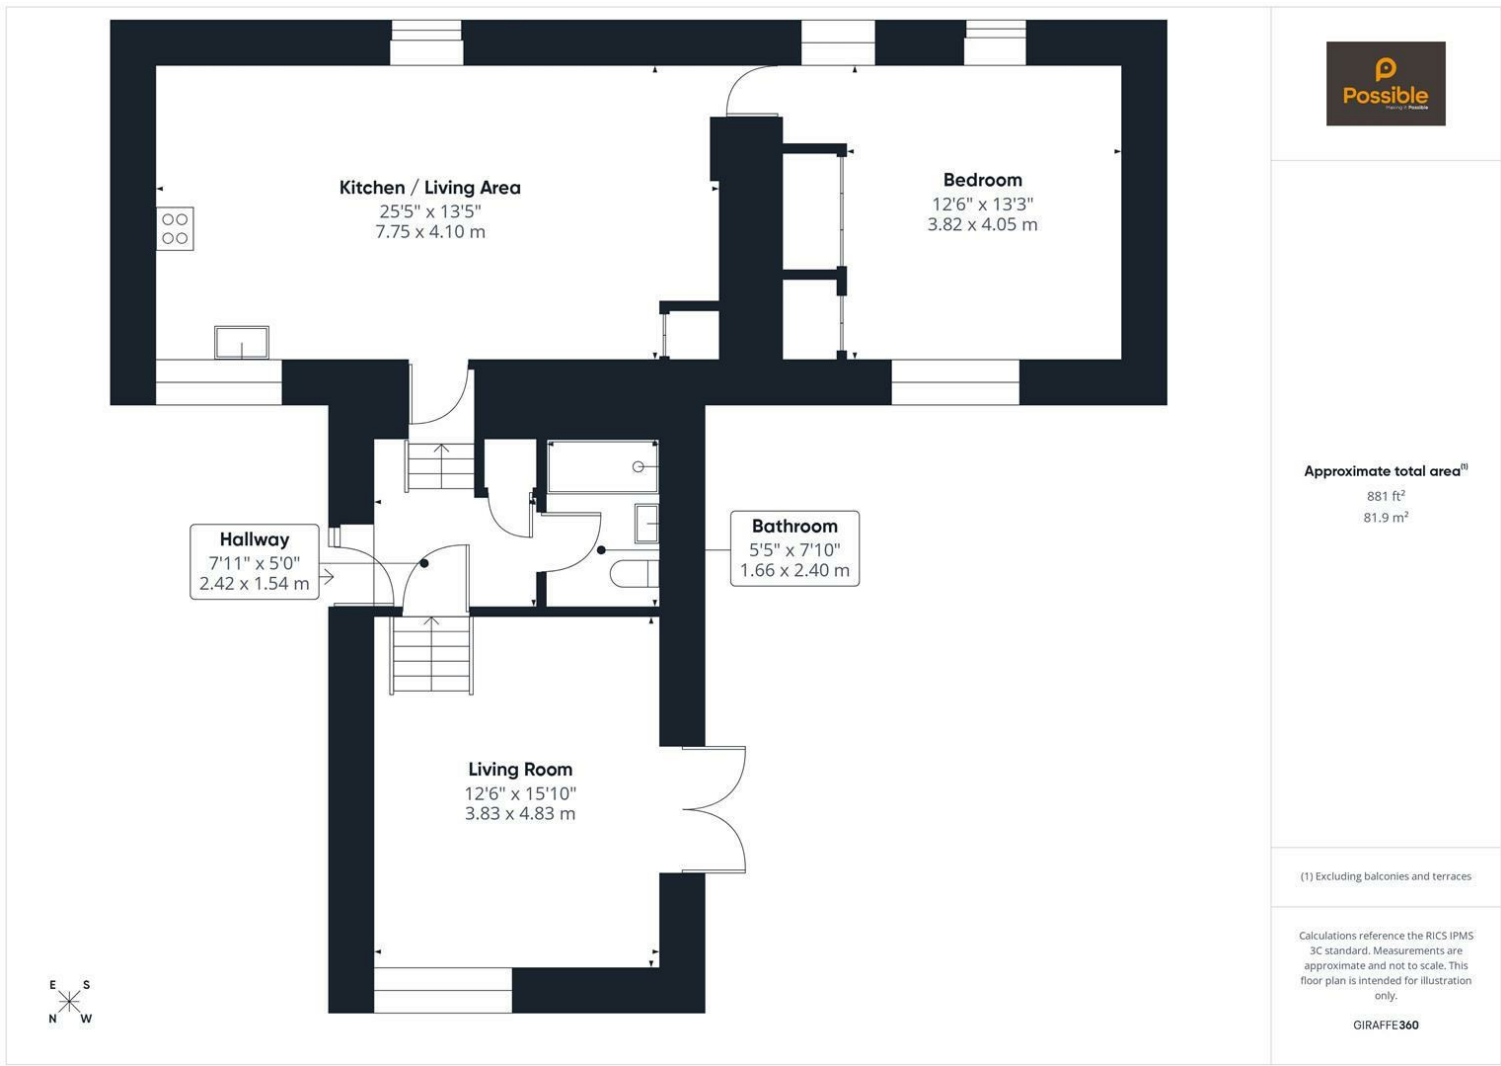 Possible
Making it Possible
Kitchen / Living Area
25'5" x 13'5"
7.75 x 4.10 m
Bedroom
12'6" x 13'3"
3.82 x 4.05 m
Hallway
7'11" x 5'0"
2.42 x 1.54 m
Bathroom
5'5" x 7'10"
1.66 x 2.40 m
Living Room
12'6" x 15'10"
3.83 x 4.83 m
E S
N W
Approximate total area(1)
881 ft²
81.9 m²
(1) Excluding balconies and terraces
Calculations reference the RICS IPMS
3C standard. Measurements are
approximate and not to scale. This
floor plan is intended for illustration
only.
GIRAFFE360